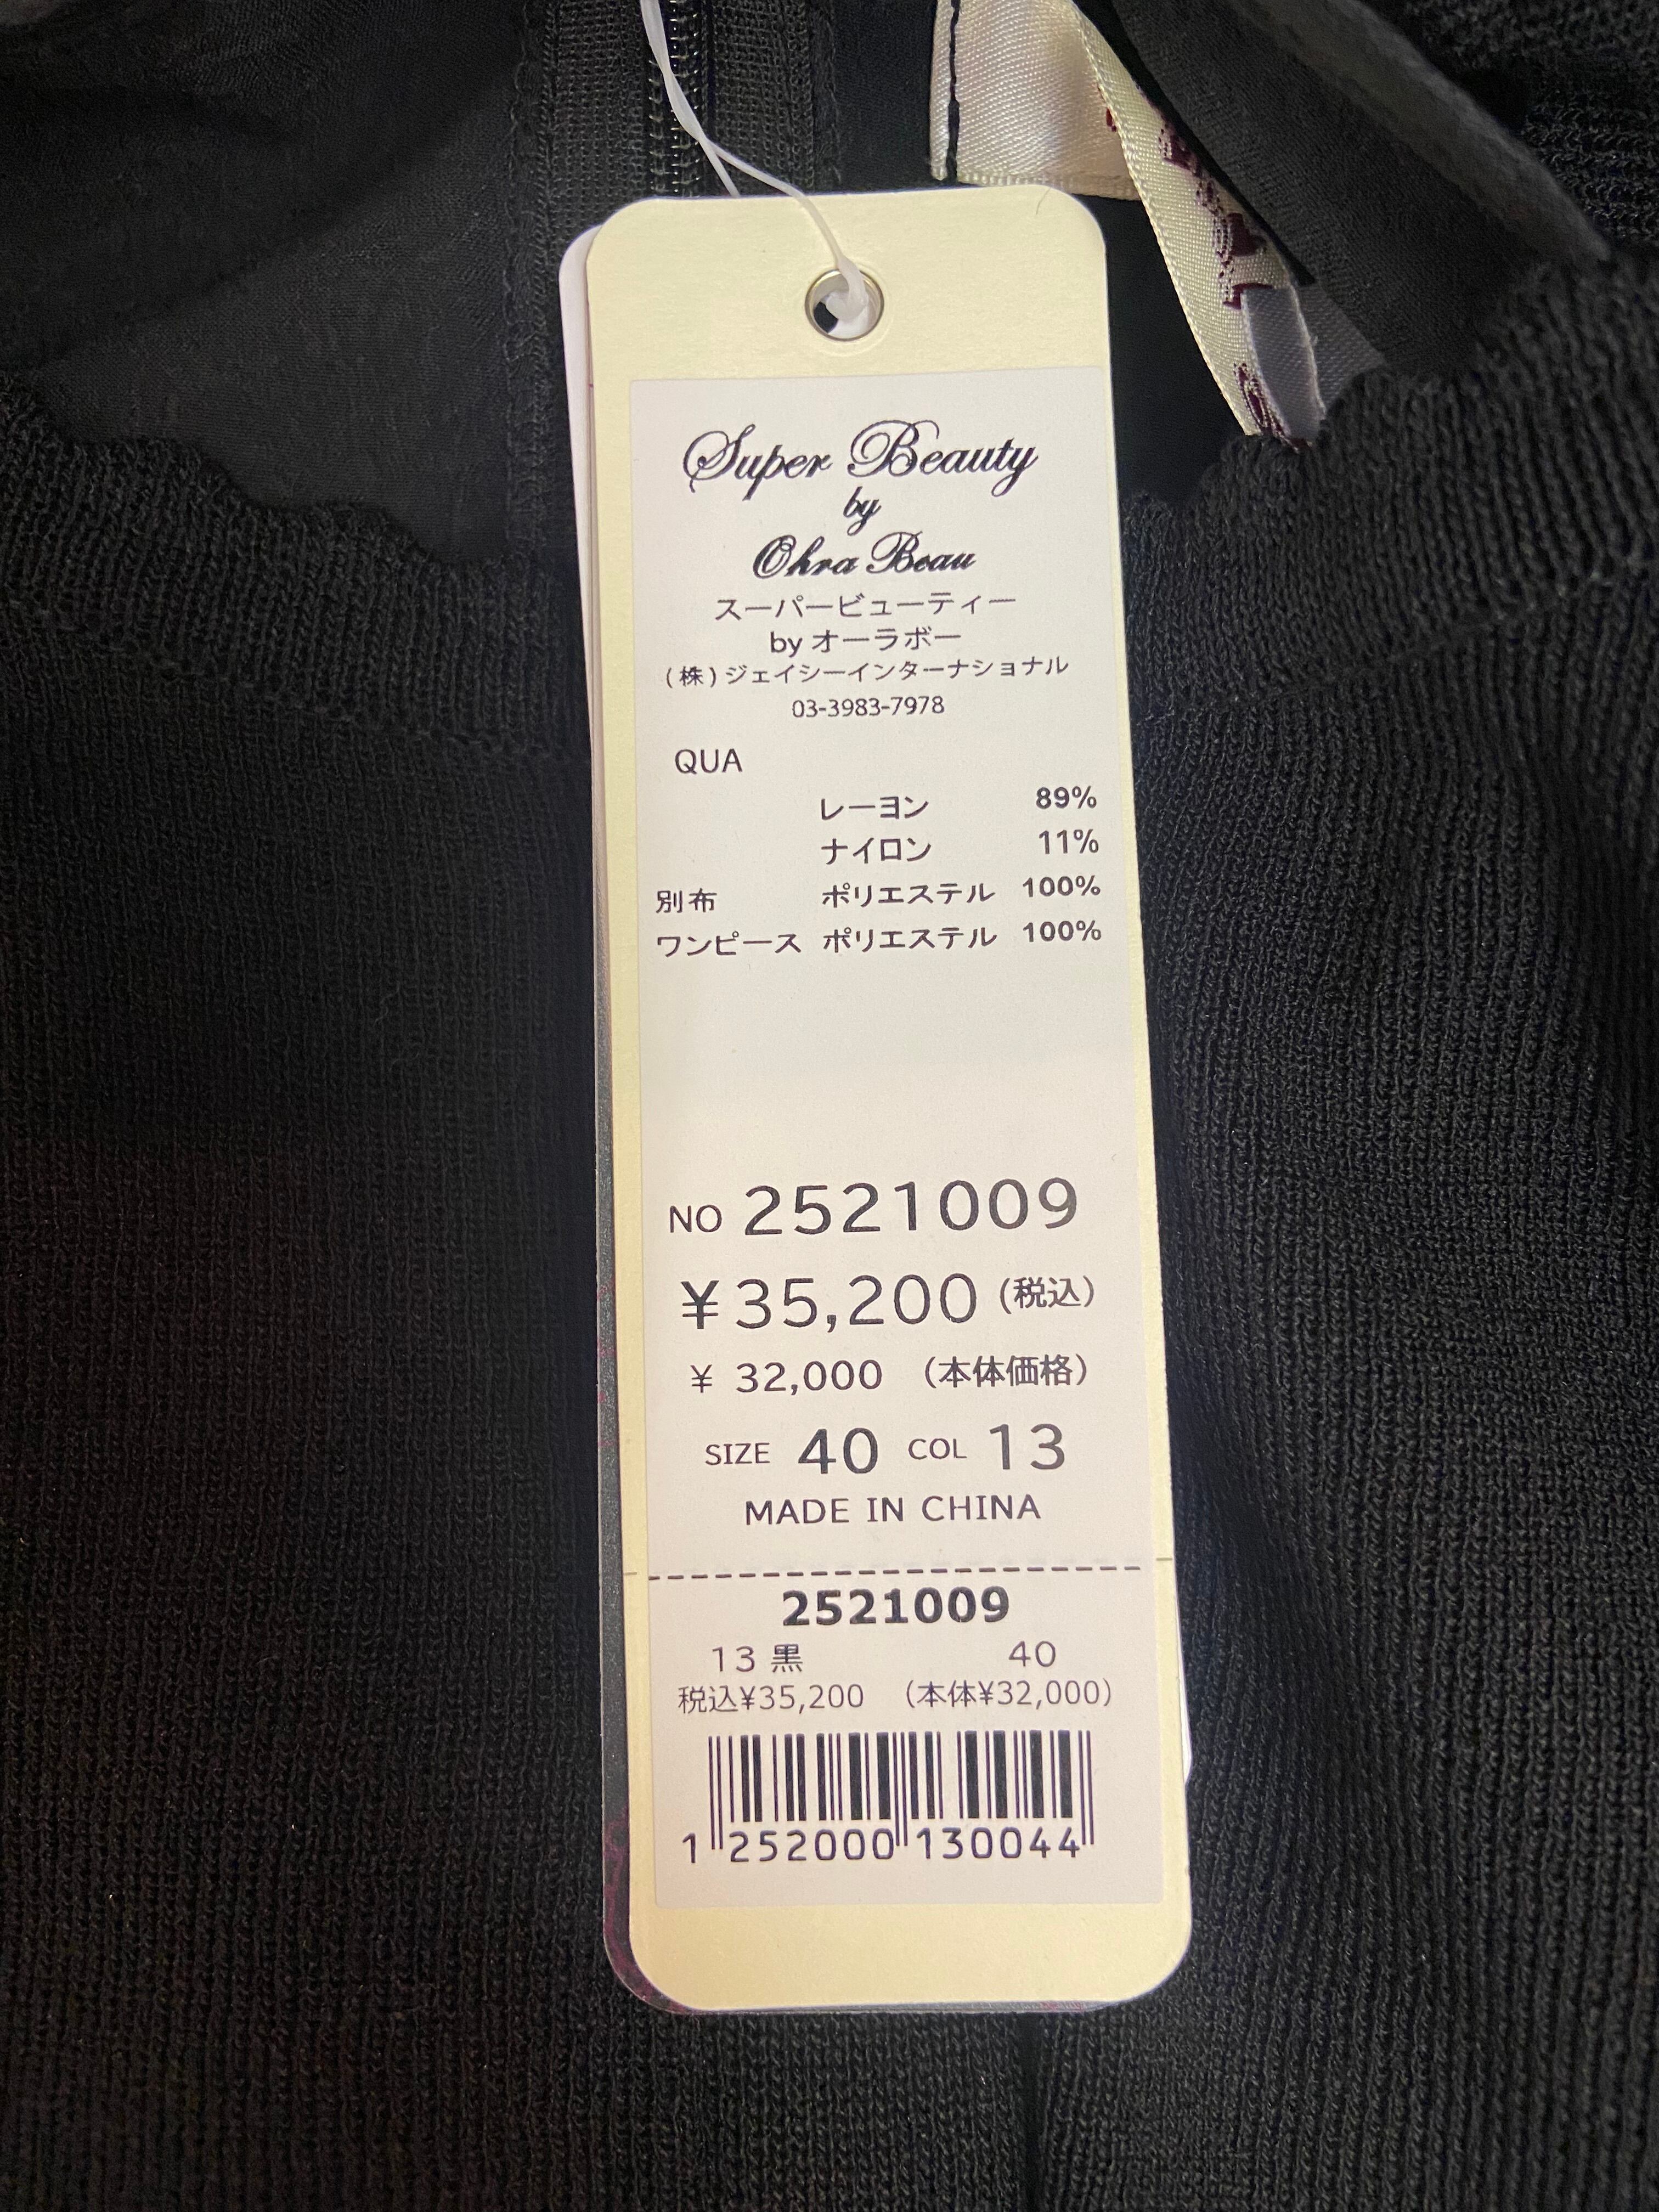 Super Beauty
by
Ohra Beau
スーパービューティー
by オーラボー
(株)ジェイシーインターナショナル
03-3983-7978
QUA
レーヨン 89%
ナイロン 11%
別布 ポリエステル 100%
ワンピース ポリエステル 100%
NO 2521009
¥35,200 (税込)
¥ 32,000 (本体価格)
SIZE 40 COL 13
MADE IN CHINA
2521009
13 黒 40
税込¥35,200 (本体¥32,000)
1 252000 130044